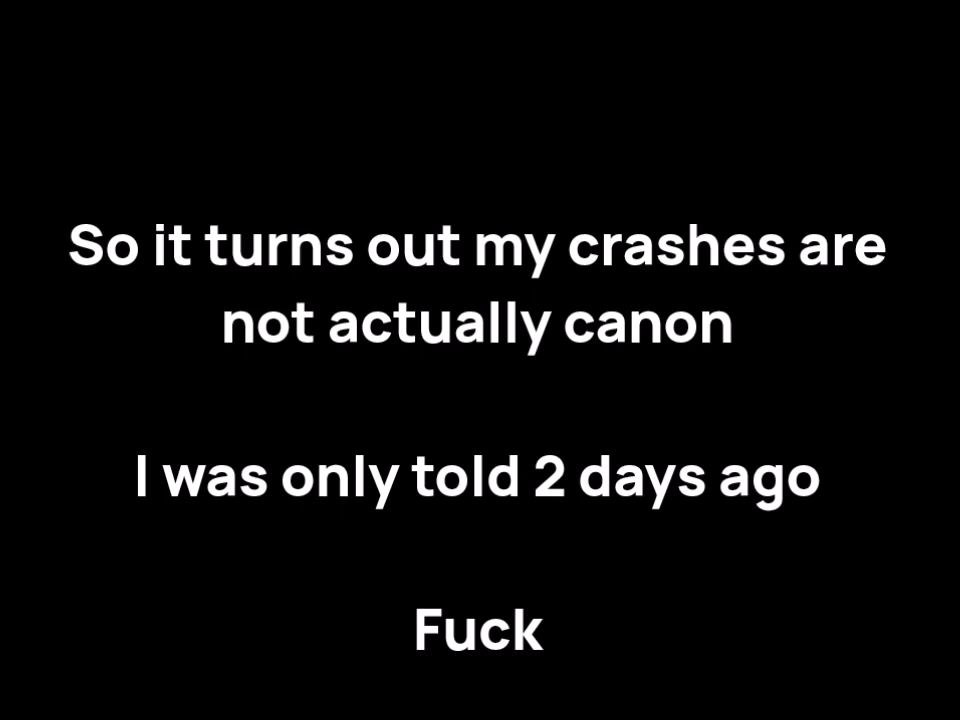 So it turns out my crashes are
not actually canon
I was only told 2 days ago
Fuck